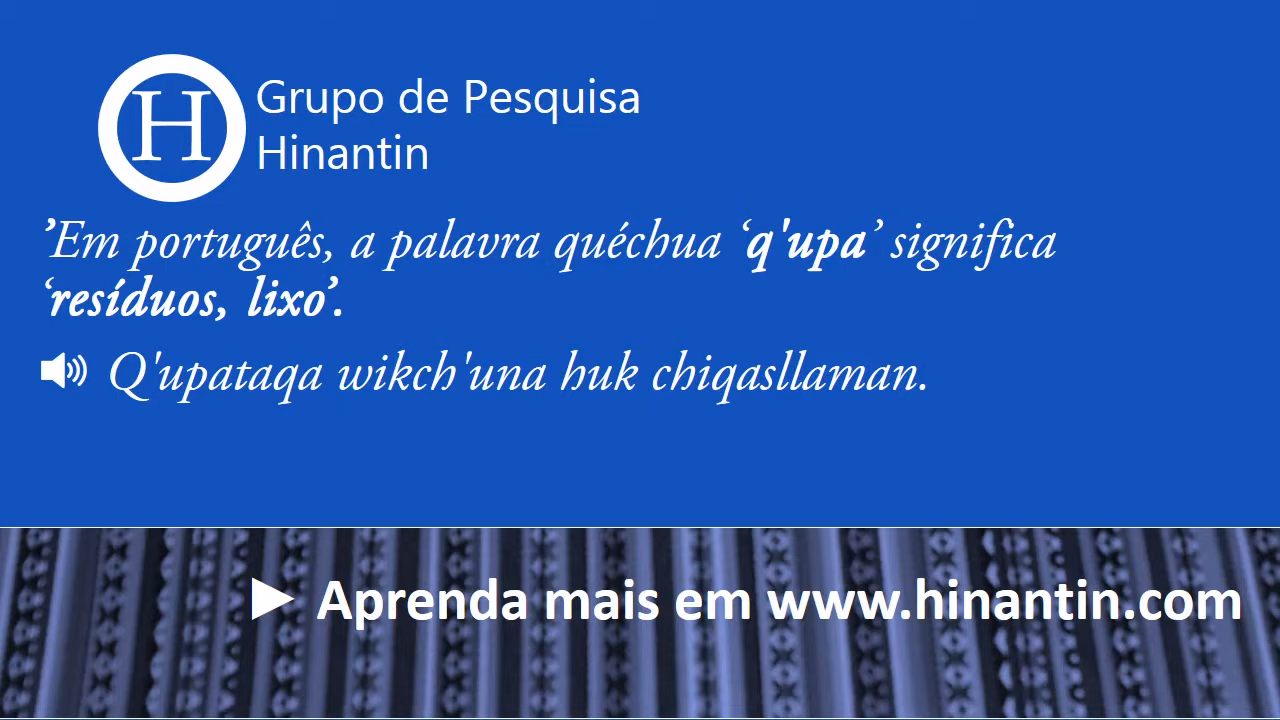 H
Grupo de Pesquisa
Hinantin
’Em português, a palavra quéchua ‘q'upa’ significa
‘resíduos, lixo’.
Q'upataqa wikch'una huk chiqasllaman.
► Aprenda mais em www.hinantin.com